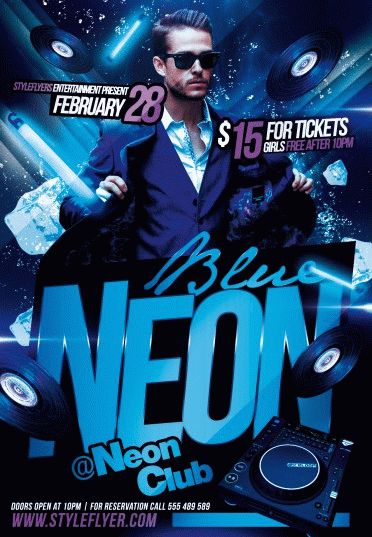 STYLEFLYERS ENTERTAINMENT PRESENT
FEBRUARY 28
$15 FOR TICKETS
GIRLS FREE AFTER 10PM
Blue
NEON
@Neon
Club
DOORS OPEN AT 10PM | FOR RESERVATION CALL 555 489 589
WWW.STYLEFLYER.COM